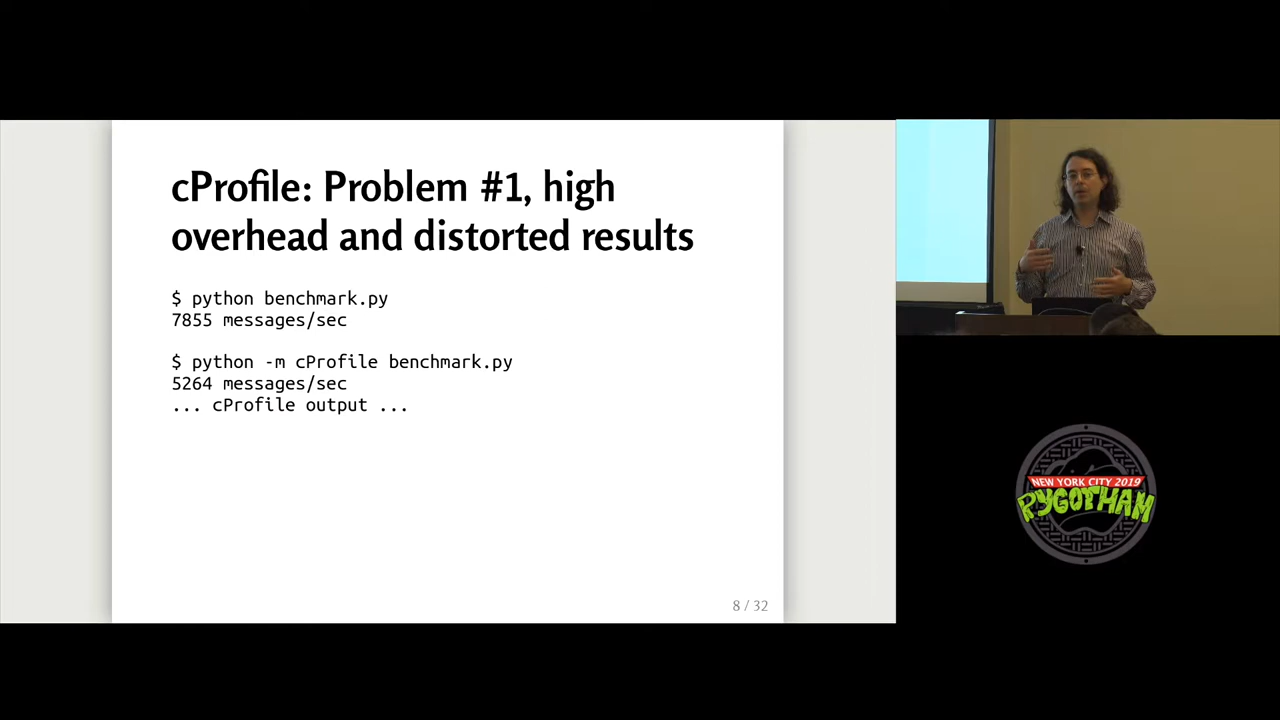 cProfile: Problem #1, high
overhead and distorted results
$ python benchmark.py
7855 messages/sec
$ python -m cProfile benchmark.py
5264 messages/sec
... cProfile output ...
8 / 32
NEW YORK CITY 2019
PYGOTHAM